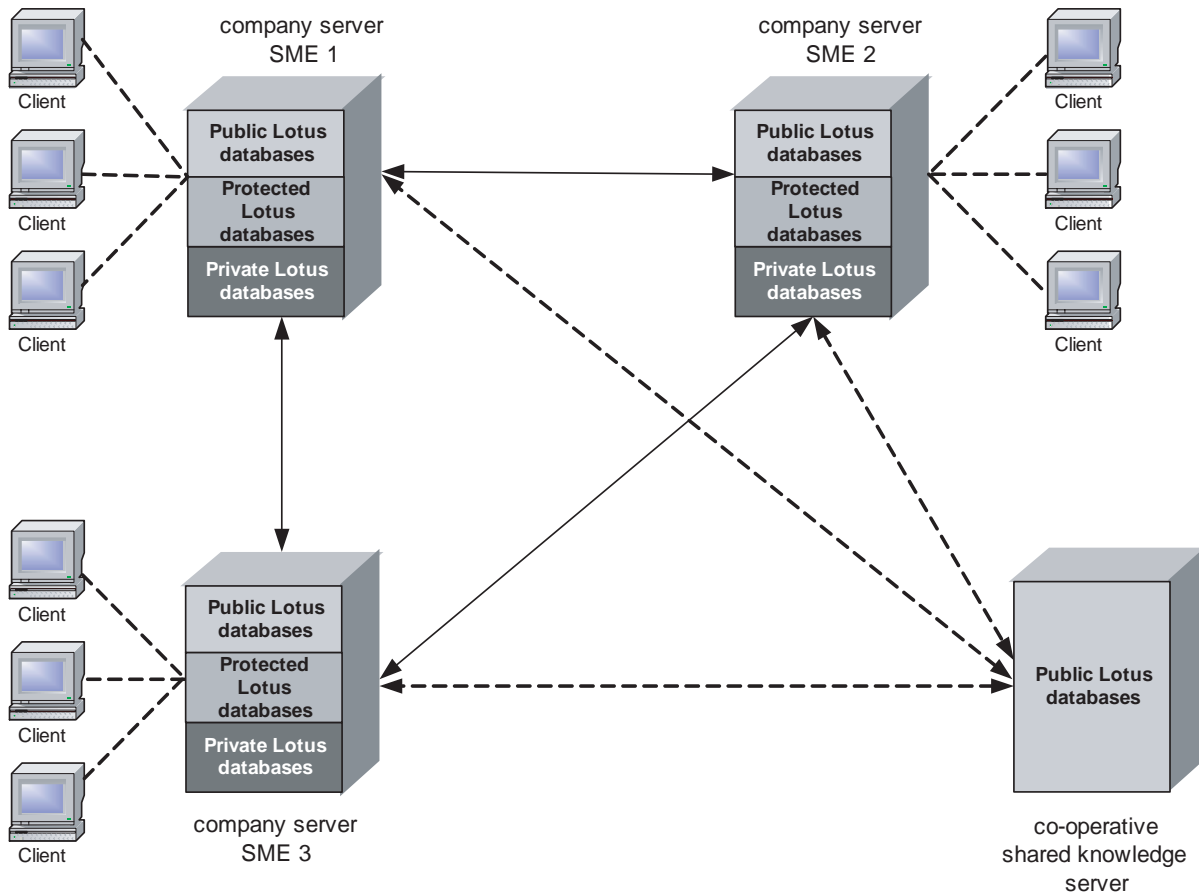 company server
SME 1
company server
SME 2
Client
Client
Client
Public Lotus
databases
Protected
Lotus
databases
Private Lotus
databases
Public Lotus
databases
Protected
Lotus
databases
Private Lotus
databases
Client
Client
Client
Client
Client
Client
Public Lotus
databases
Protected
Lotus
databases
Private Lotus
databases
company server
SME 3
Public Lotus
databases
co-operative
shared knowledge
server